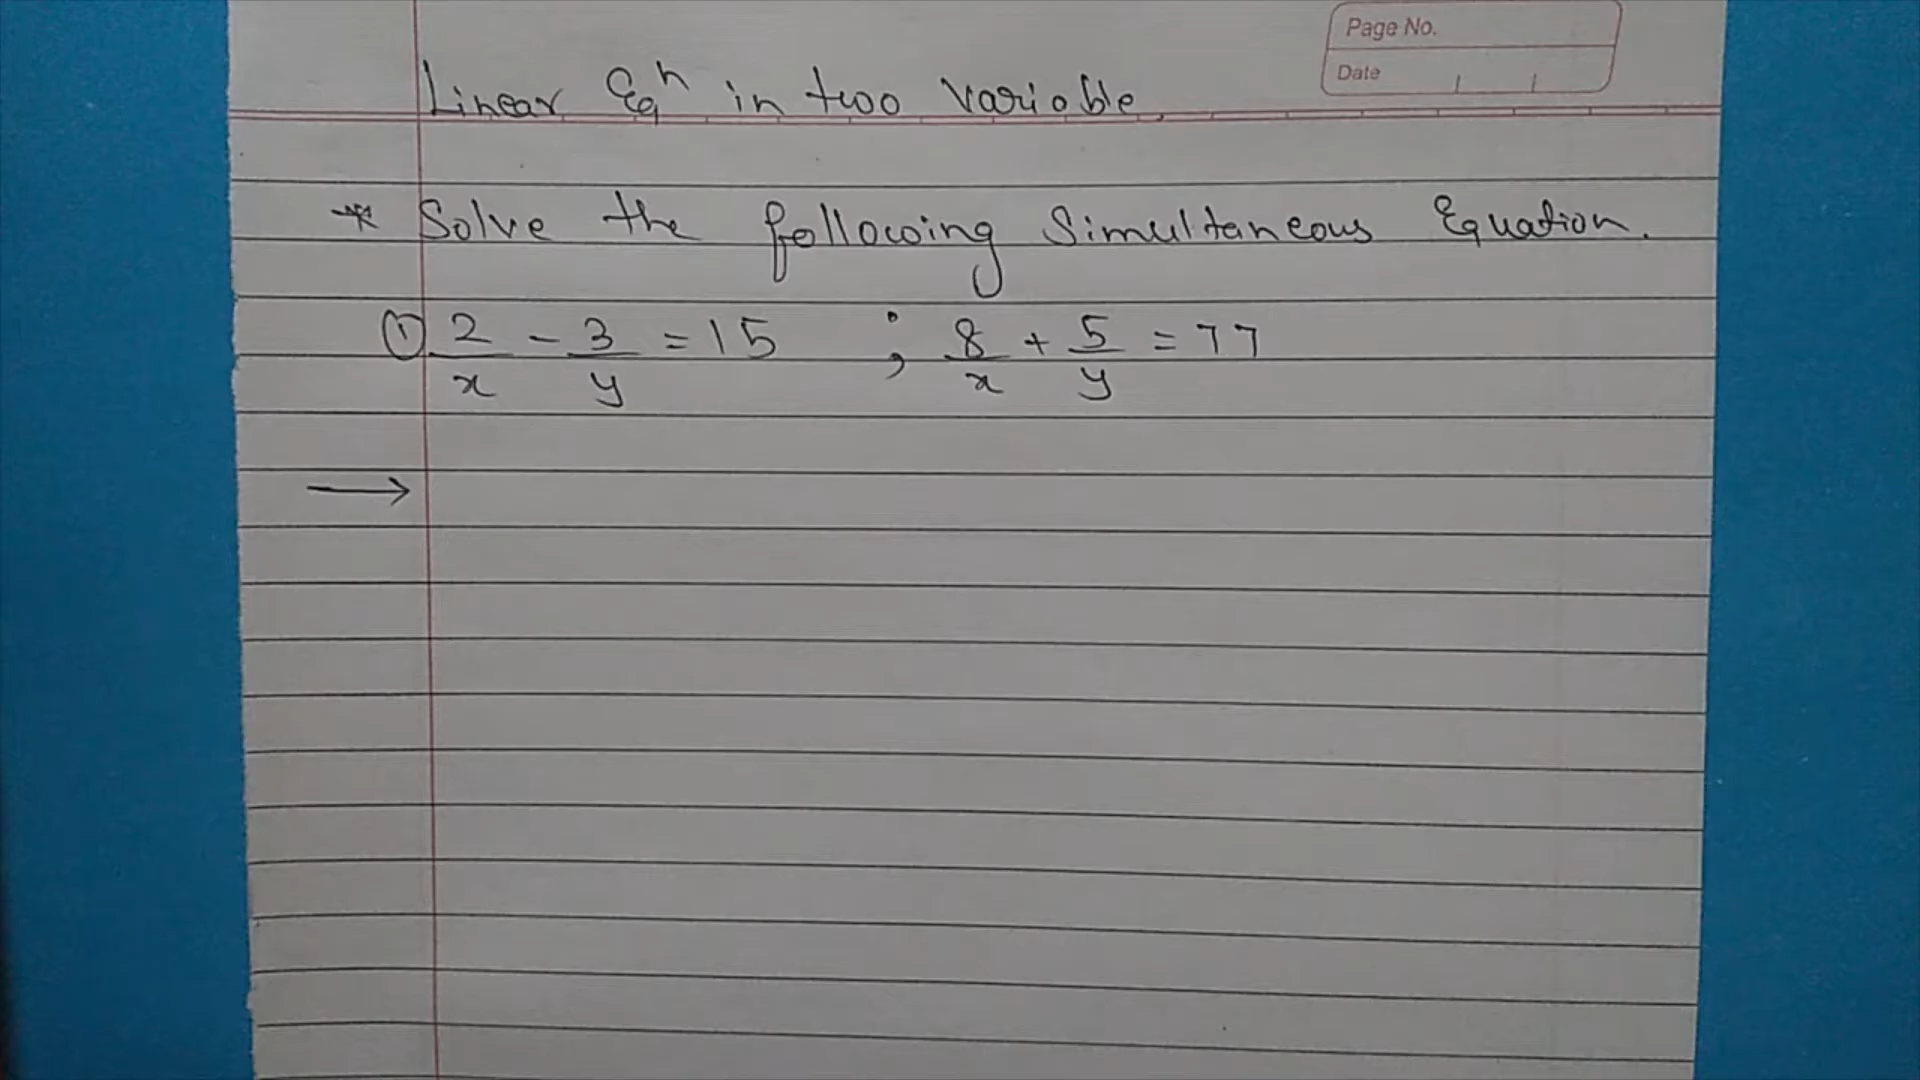 Page No.
Date
Linear Eqⁿ in two variable.
* Solve the following Simultaneous Equation.
① 2/x - 3/y = 15 ; 8/x + 5/y = 77
→